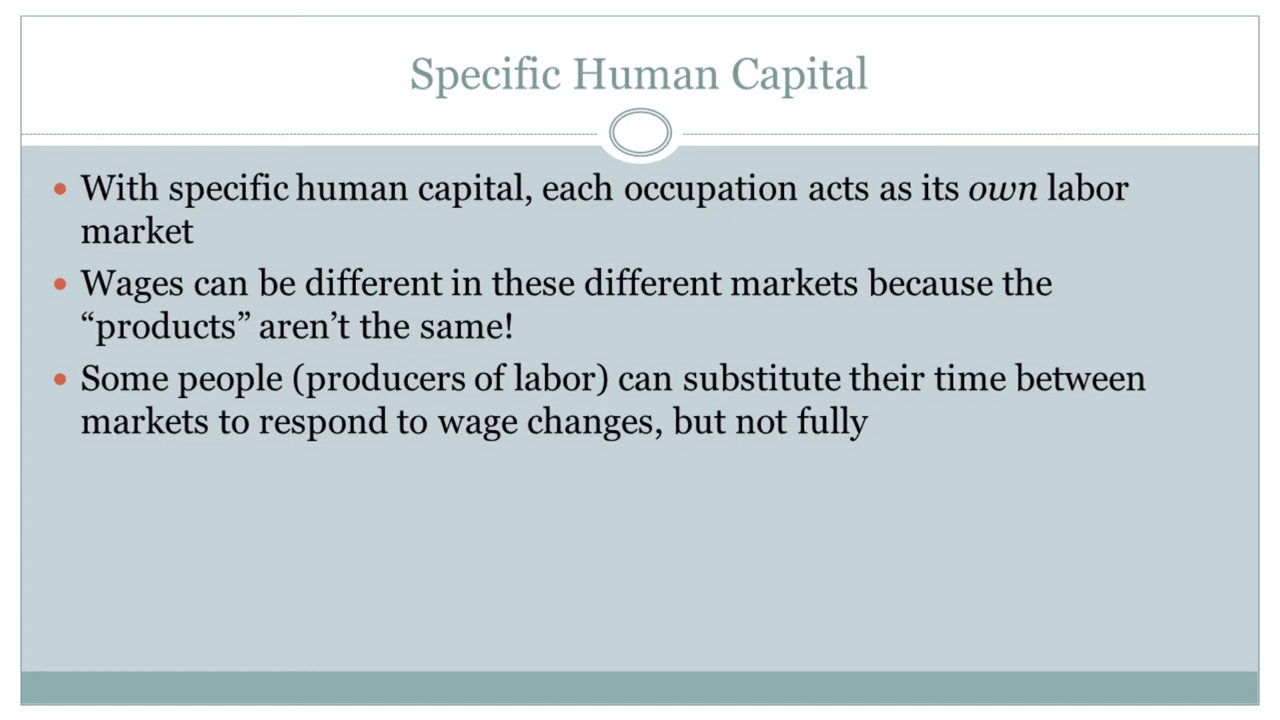 Specific Human Capital
• With specific human capital, each occupation acts as its own labor
market
• Wages can be different in these different markets because the
“products” aren’t the same!
• Some people (producers of labor) can substitute their time between
markets to respond to wage changes, but not fully